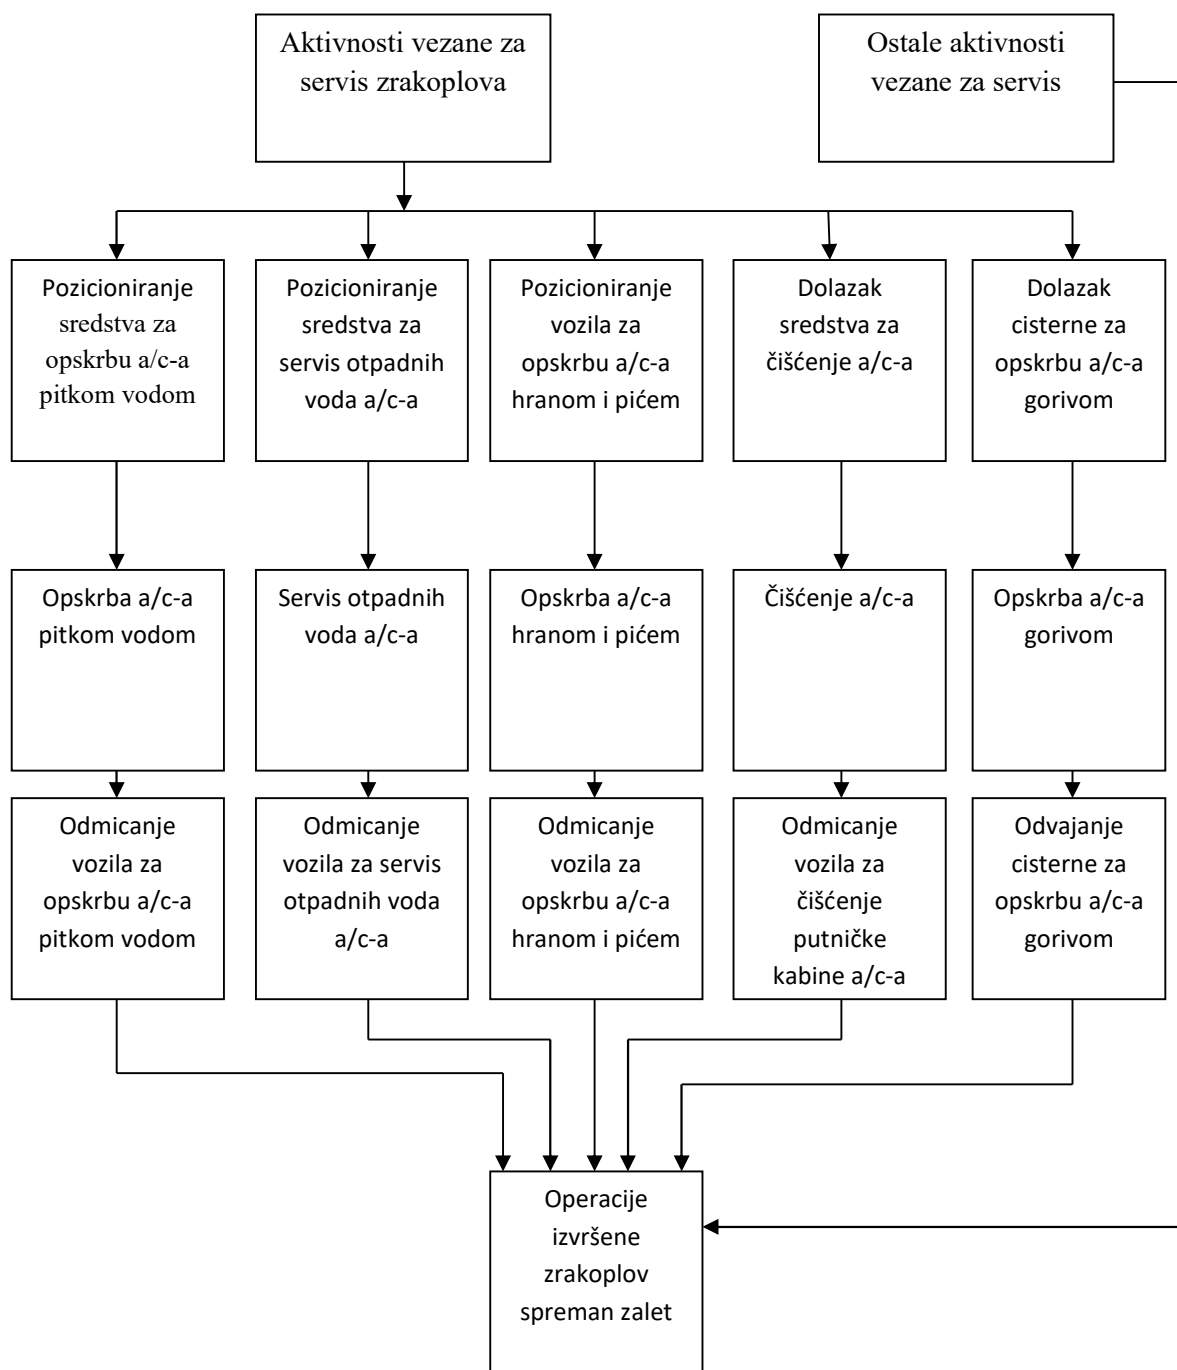 Aktivnosti vezane za
servis zrakoplova
Ostale aktivnosti
vezane za servis
Pozicioniranje
sredstva za
opskrbu a/c-a
pitkom vodom
Pozicioniranje
sredstva za
servis otpadnih
voda a/c-a
Pozicioniranje
vozila za
opskrbu a/c-a
hranom i pićem
Dolazak
sredstva za
čišćenje a/c-a
Dolazak
cisterne za
opskrbu a/c-a
gorivom
Opskrba a/c-a
pitkom vodom
Servis otpadnih
voda a/c-a
Opskrba a/c-a
hranom i pićem
Čišćenje a/c-a
Opskrba a/c-a
gorivom
Odmicanje
vozila za
opskrbu a/c-a
pitkom vodom
Odmicanje
vozila za servis
otpadnih voda
a/c-a
Odmicanje
vozila za
opskrbu a/c-a
hranom i pićem
Odmicanje
vozila za
čišćenje
putničke
kabine a/c-a
Odvajanje
cisterne za
opskrbu a/c-a
gorivom
Operacije
izvršene
zrakoplov
spreman zalet